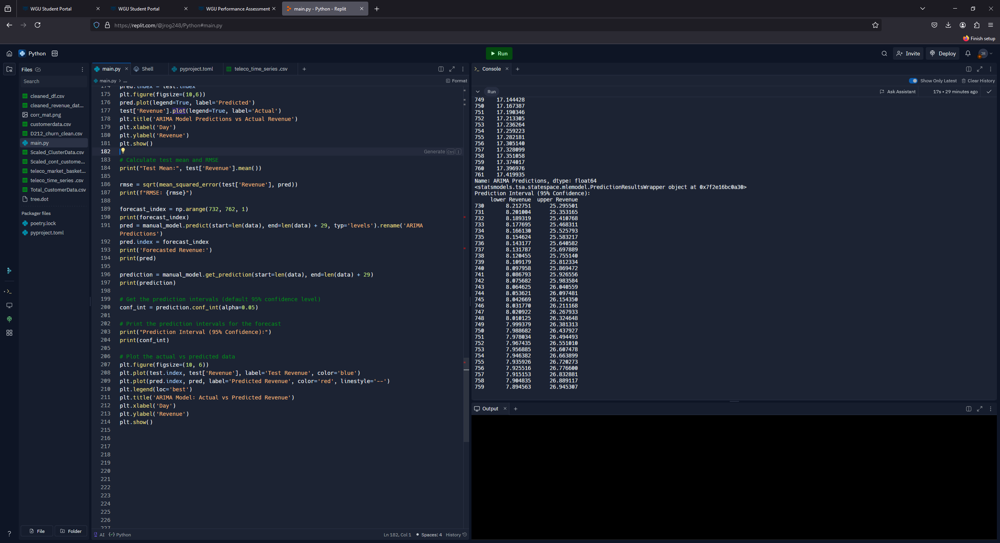 WGU Student Portal
WGU Student Portal
WGU Performance Assessment
main.py - Python - Replit
https://replit.com/@jrog248/Python#main.py
Finish setup
Python
Run
Invite
Deploy
JR
Files
Search
cleaned_df.csv
cleaned_revenue_dat...
corr_mat.png
customerdata.csv
D212_churn_clean.csv
main.py
Scaled_ClusterData.csv
Scaled_cont_custome...
teleco_market_basket...
teleco_time_series .csv
Total_CustomerData.csv
tree.dot
Packager files
poetry.lock
pyproject.toml
File
Folder
main.py
Shell
pyproject.toml
teleco_time_series .csv
main.py > ...
Format
174 pred.index = test.index
175 plt.figure(figsize=(10,6))
176 pred.plot(legend=True, label='Predicted')
177 test['Revenue'].plot(legend=True, label='Actual')
178 plt.title('ARIMA Model Predictions vs Actual Revenue')
179 plt.xlabel('Day')
180 plt.ylabel('Revenue')
181 plt.show()
182 Generate Ctrl I
183 # Calculate test mean and RMSE
184 print("Test Mean:", test['Revenue'].mean())
185
186 rmse = sqrt(mean_squared_error(test['Revenue'], pred))
187 print(f"RMSE: {rmse}")
188
189 forecast_index = np.arange(732, 762, 1)
190 print(forecast_index)
191 pred = manual_model.predict(start=len(data), end=len(data) + 29, typ='levels').rename('ARIMA
Predictions')
192 pred.index = forecast_index
193 print('Forecasted Revenue:')
194 print(pred)
195
196 prediction = manual_model.get_prediction(start=len(data), end=len(data) + 29)
197 print(prediction)
198
199 # Get the prediction intervals (default 95% confidence level)
200 conf_int = prediction.conf_int(alpha=0.05)
201
202 # Print the prediction intervals for the forecast
203 print("Prediction Interval (95% Confidence):")
204 print(conf_int)
205
206 # Plot the actual vs predicted data
207 plt.figure(figsize=(10, 6))
208 plt.plot(test.index, test['Revenue'], label='Test Revenue', color='blue')
209 plt.plot(pred.index, pred, label='Predicted Revenue', color='red', linestyle='--')
210 plt.legend(loc='best')
211 plt.title('ARIMA Model: Actual vs Predicted Revenue')
212 plt.xlabel('Day')
213 plt.ylabel('Revenue')
214 plt.show()
215
216
217
218
219
220
221
222
223
224
225
226
227
AI
Python
Ln 182, Col 1
Spaces: 4
History
Console
Show Only Latest
Clear History
Run
Ask Assistant
17s • 29 minutes ago
749 17.144428
750 17.167387
751 17.190346
752 17.213305
753 17.236264
754 17.259223
755 17.282181
756 17.305140
757 17.328099
758 17.351058
759 17.374017
760 17.396976
761 17.419935
Name: ARIMA Predictions, dtype: float64
<statsmodels.tsa.statespace.mlemodel.PredictionResultsWrapper object at 0x7f2e16bc0a30>
Prediction Interval (95% Confidence):
lower Revenue upper Revenue
730 8.212751 25.295501
731 8.201004 25.353165
732 8.189319 25.410768
733 8.177695 25.468311
734 8.166130 25.525793
735 8.154624 25.583217
736 8.143177 25.640582
737 8.131787 25.697889
738 8.120455 25.755140
739 8.109179 25.812334
740 8.097958 25.869472
741 8.086793 25.926556
742 8.075682 25.983584
743 8.064625 26.040559
744 8.053621 26.097481
745 8.042669 26.154350
746 8.031770 26.211168
747 8.020922 26.267933
748 8.010125 26.324648
749 7.999379 26.381313
750 7.988682 26.437927
751 7.978034 26.494493
752 7.967435 26.551010
753 7.956885 26.607478
754 7.946382 26.663899
755 7.935926 26.720273
756 7.925516 26.776600
757 7.915153 26.832881
758 7.904835 26.889117
759 7.894563 26.945307
Output